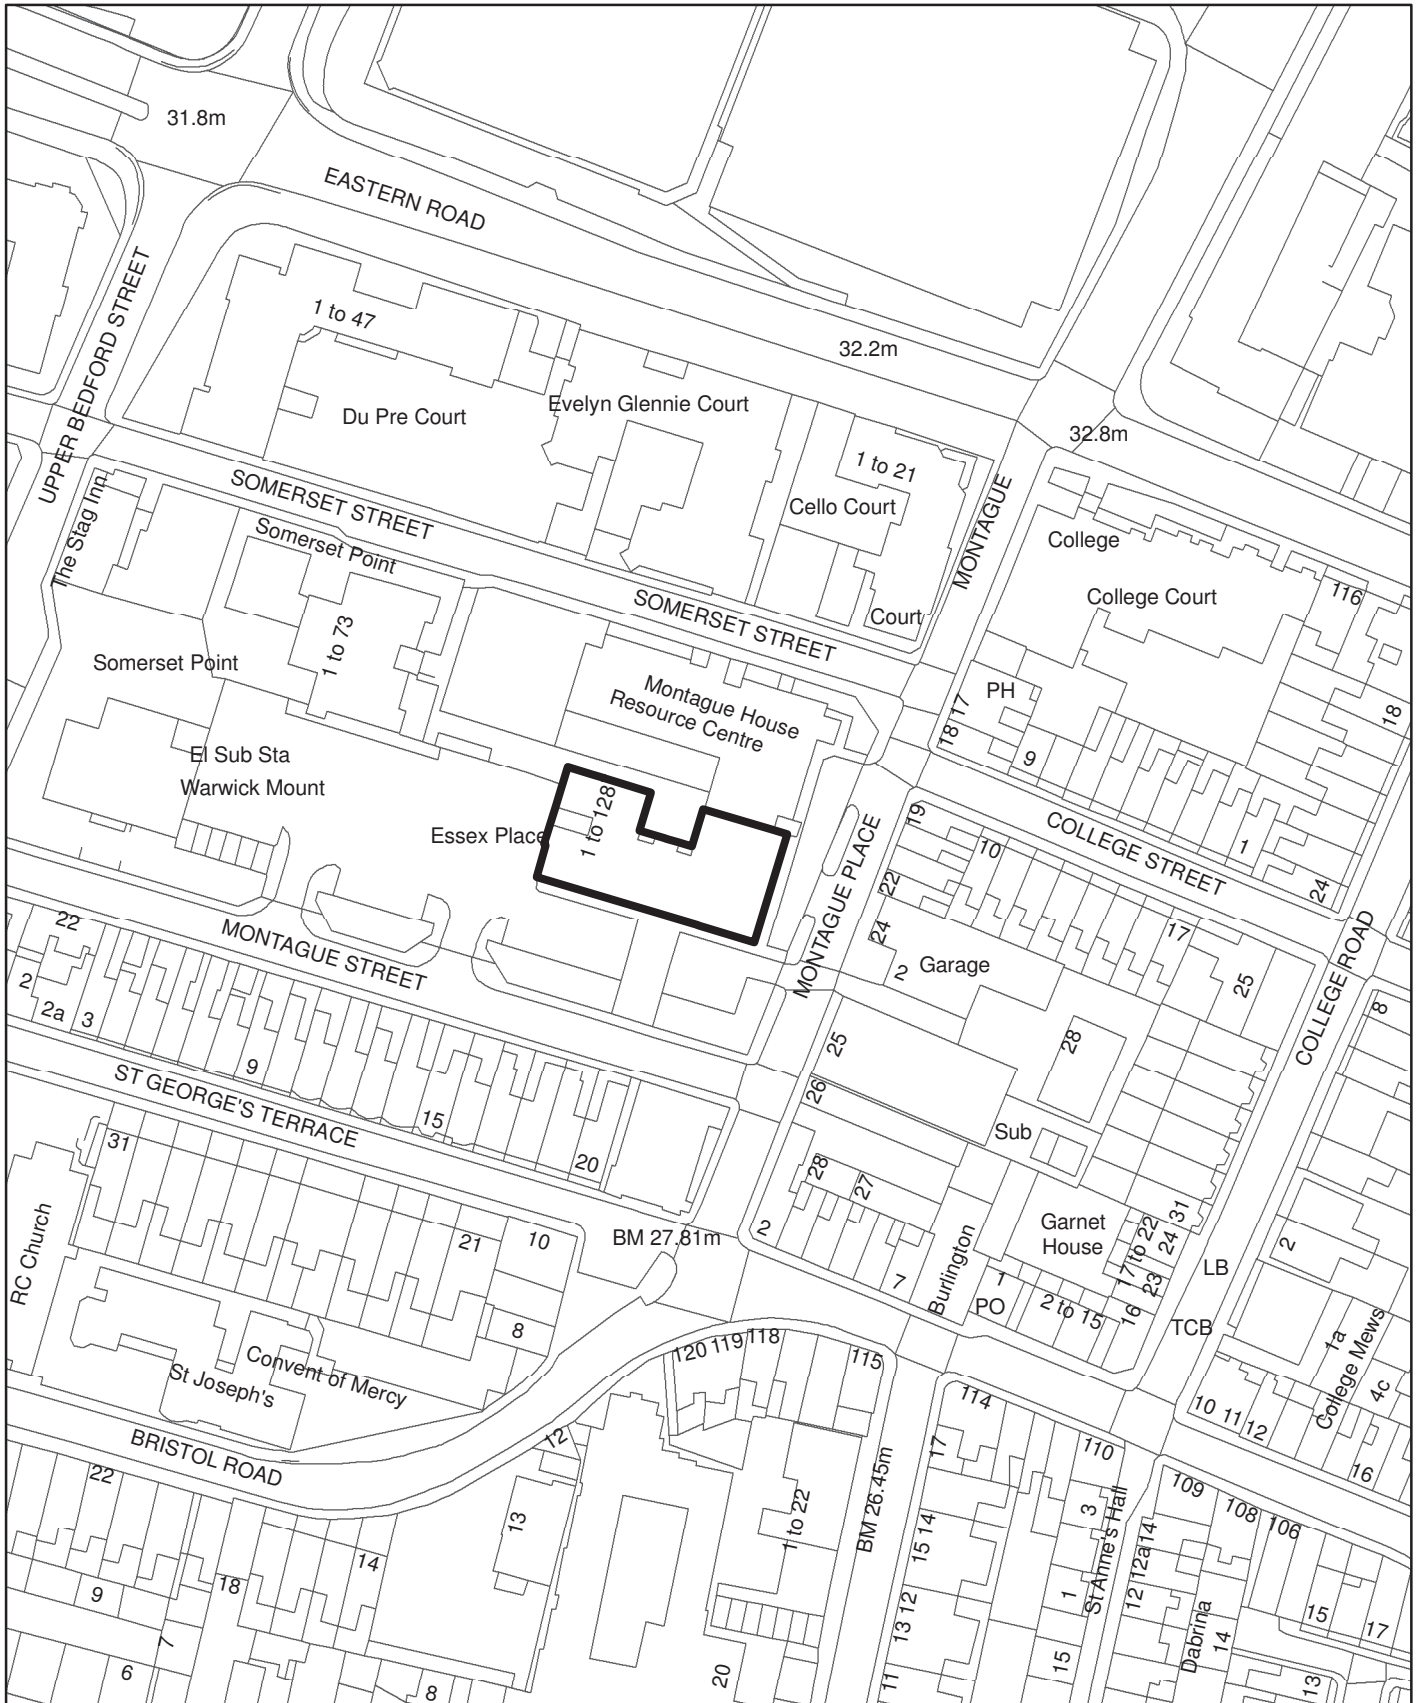 31.8m
EASTERN ROAD
UPPER BEDFORD STREET
1 to 47
32.2m
Du Pre Court
Evelyn Glennie Court
32.8m
1 to 21
Cello Court
MONTAGUE
SOMERSET STREET
The Stag Inn
Somerset Point
College
College Court
116
Court
SOMERSET STREET
1 to 73
Somerset Point
PH
17
18
9
18
Montague House
Resource Centre
El Sub Sta
Warwick Mount
Essex Place
1 to 128
MONTAGUE PLACE
19
10
COLLEGE STREET
1
24
22
24
2
Garage
17
25
COLLEGE ROAD
8
22
MONTAGUE STREET
2
2a
3
9
15
20
25
26
28
ST GEORGE'S TERRACE
31
Sub
28
27
2
7
Burlington
Garnet
House
17 to 22
24
31
23
16
1
PO
2 to 15
LB
TCB
2
1a
College Mews
4c
RC Church
21
10
8
BM 27.81m
St Joseph's
Convent of Mercy
120
119
118
115
114
110
10
11
12
16
BRISTOL ROAD
22
12
13
1 to 22
BM 26.45m
17
15
14
3
St Anne's Hall
109
108
106
14
12a
12
1
14
18
9
7
6
8
20
13
12
11
15
Dabrina
14
15
17
13